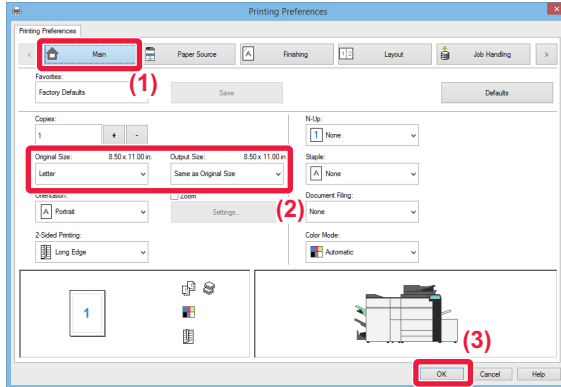 Printing Preferences
Printing Preferences
< Main Paper Source A Finishing 1 2 Layout Job Handling >
(1)
Favorites:
Factory Defaults Save Defaults
Copies: N-Up:
1 + - 1 None
Original Size: 8.50 x 11.00 in. Output Size: 8.50 x 11.00 in. Staple:
Letter Same as Original Size A None
Orientation: Zoom Document Filing:
A Portrait Settings... (2) None
2-Sided Printing: Color Mode:
Long Edge Automatic
1
(3)
OK Cancel Help